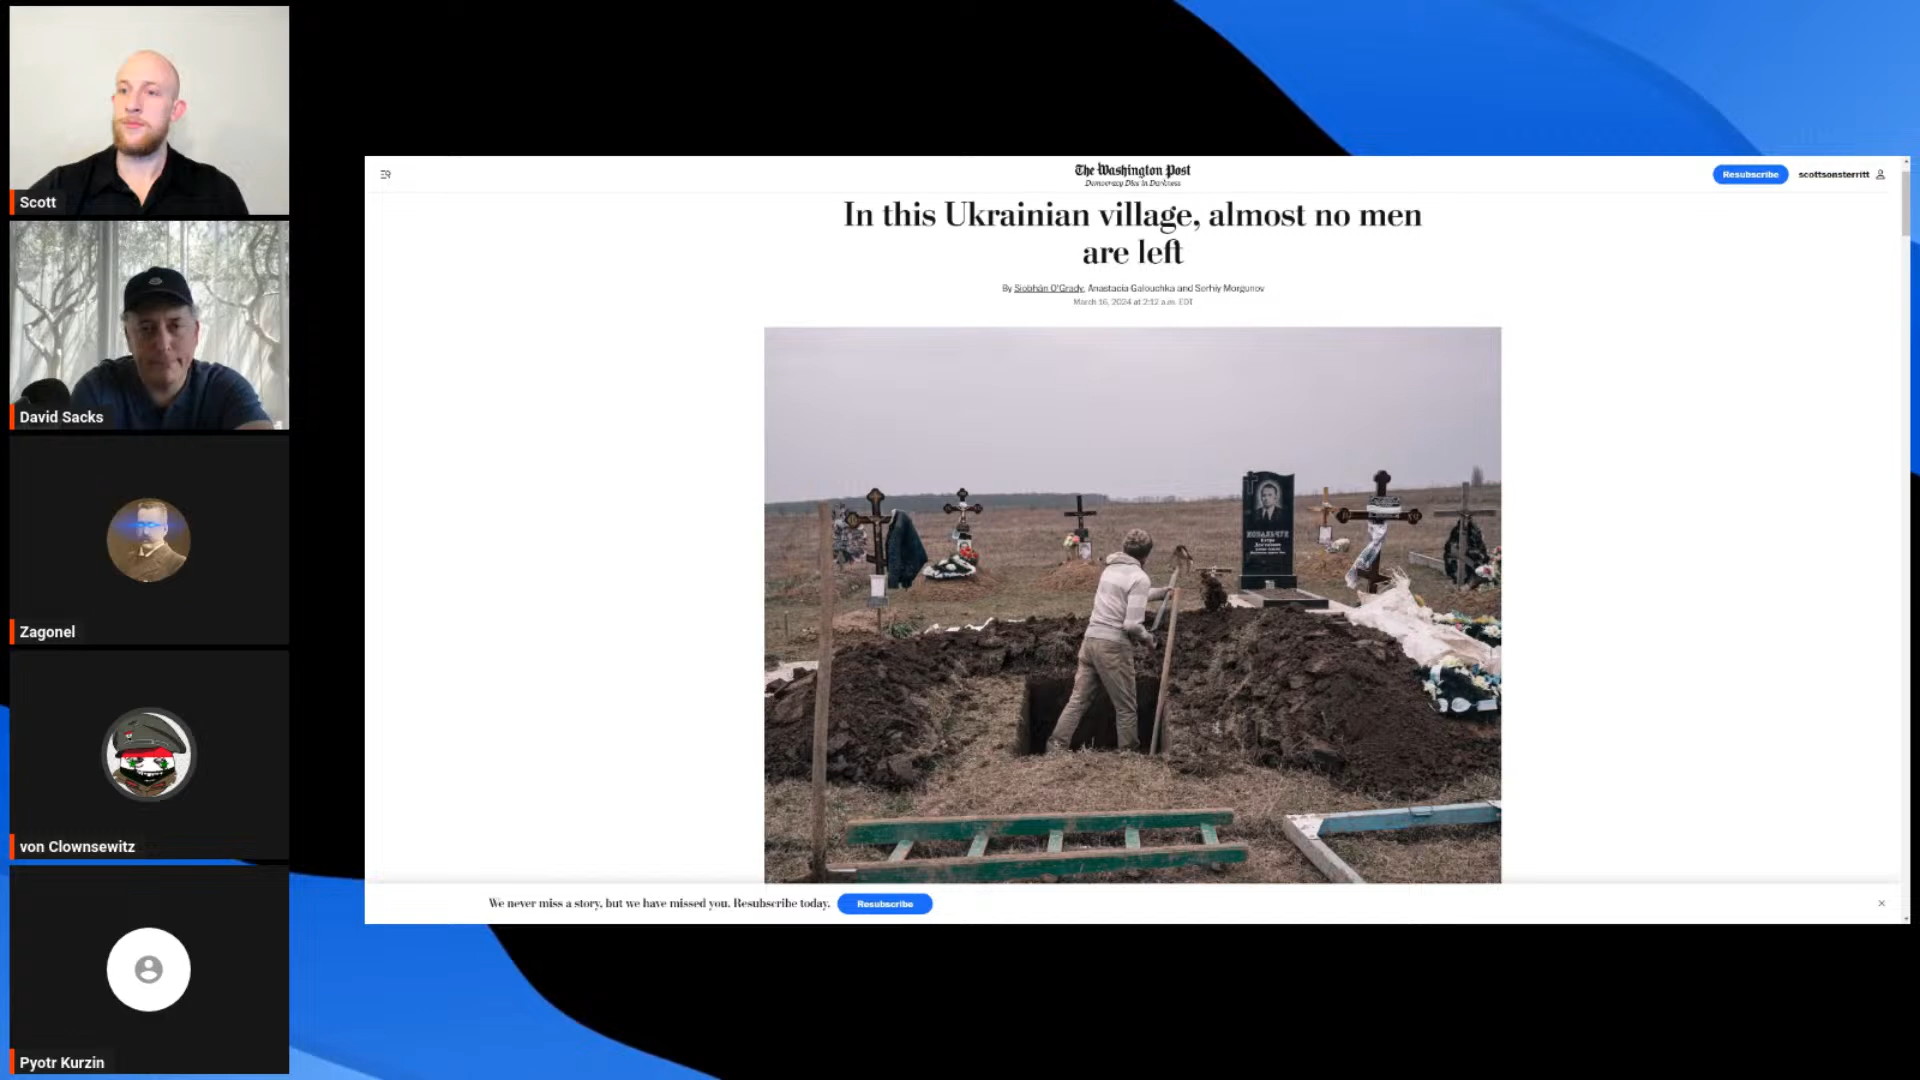 Scott
David Sacks
Zagonel
von Clownsewitz
Pyotr Kurzin
The Washington Post
Democracy Dies in Darkness
Resubscribe
scottsonsterritt
In this Ukrainian village, almost no men
are left
By Siobhán O'Grady, Anastacia Galouchka and Serhiy Morgunov
March 16, 2024 at 2:12 a.m. EDT
We never miss a story, but we have missed you. Resubscribe today.
Resubscribe